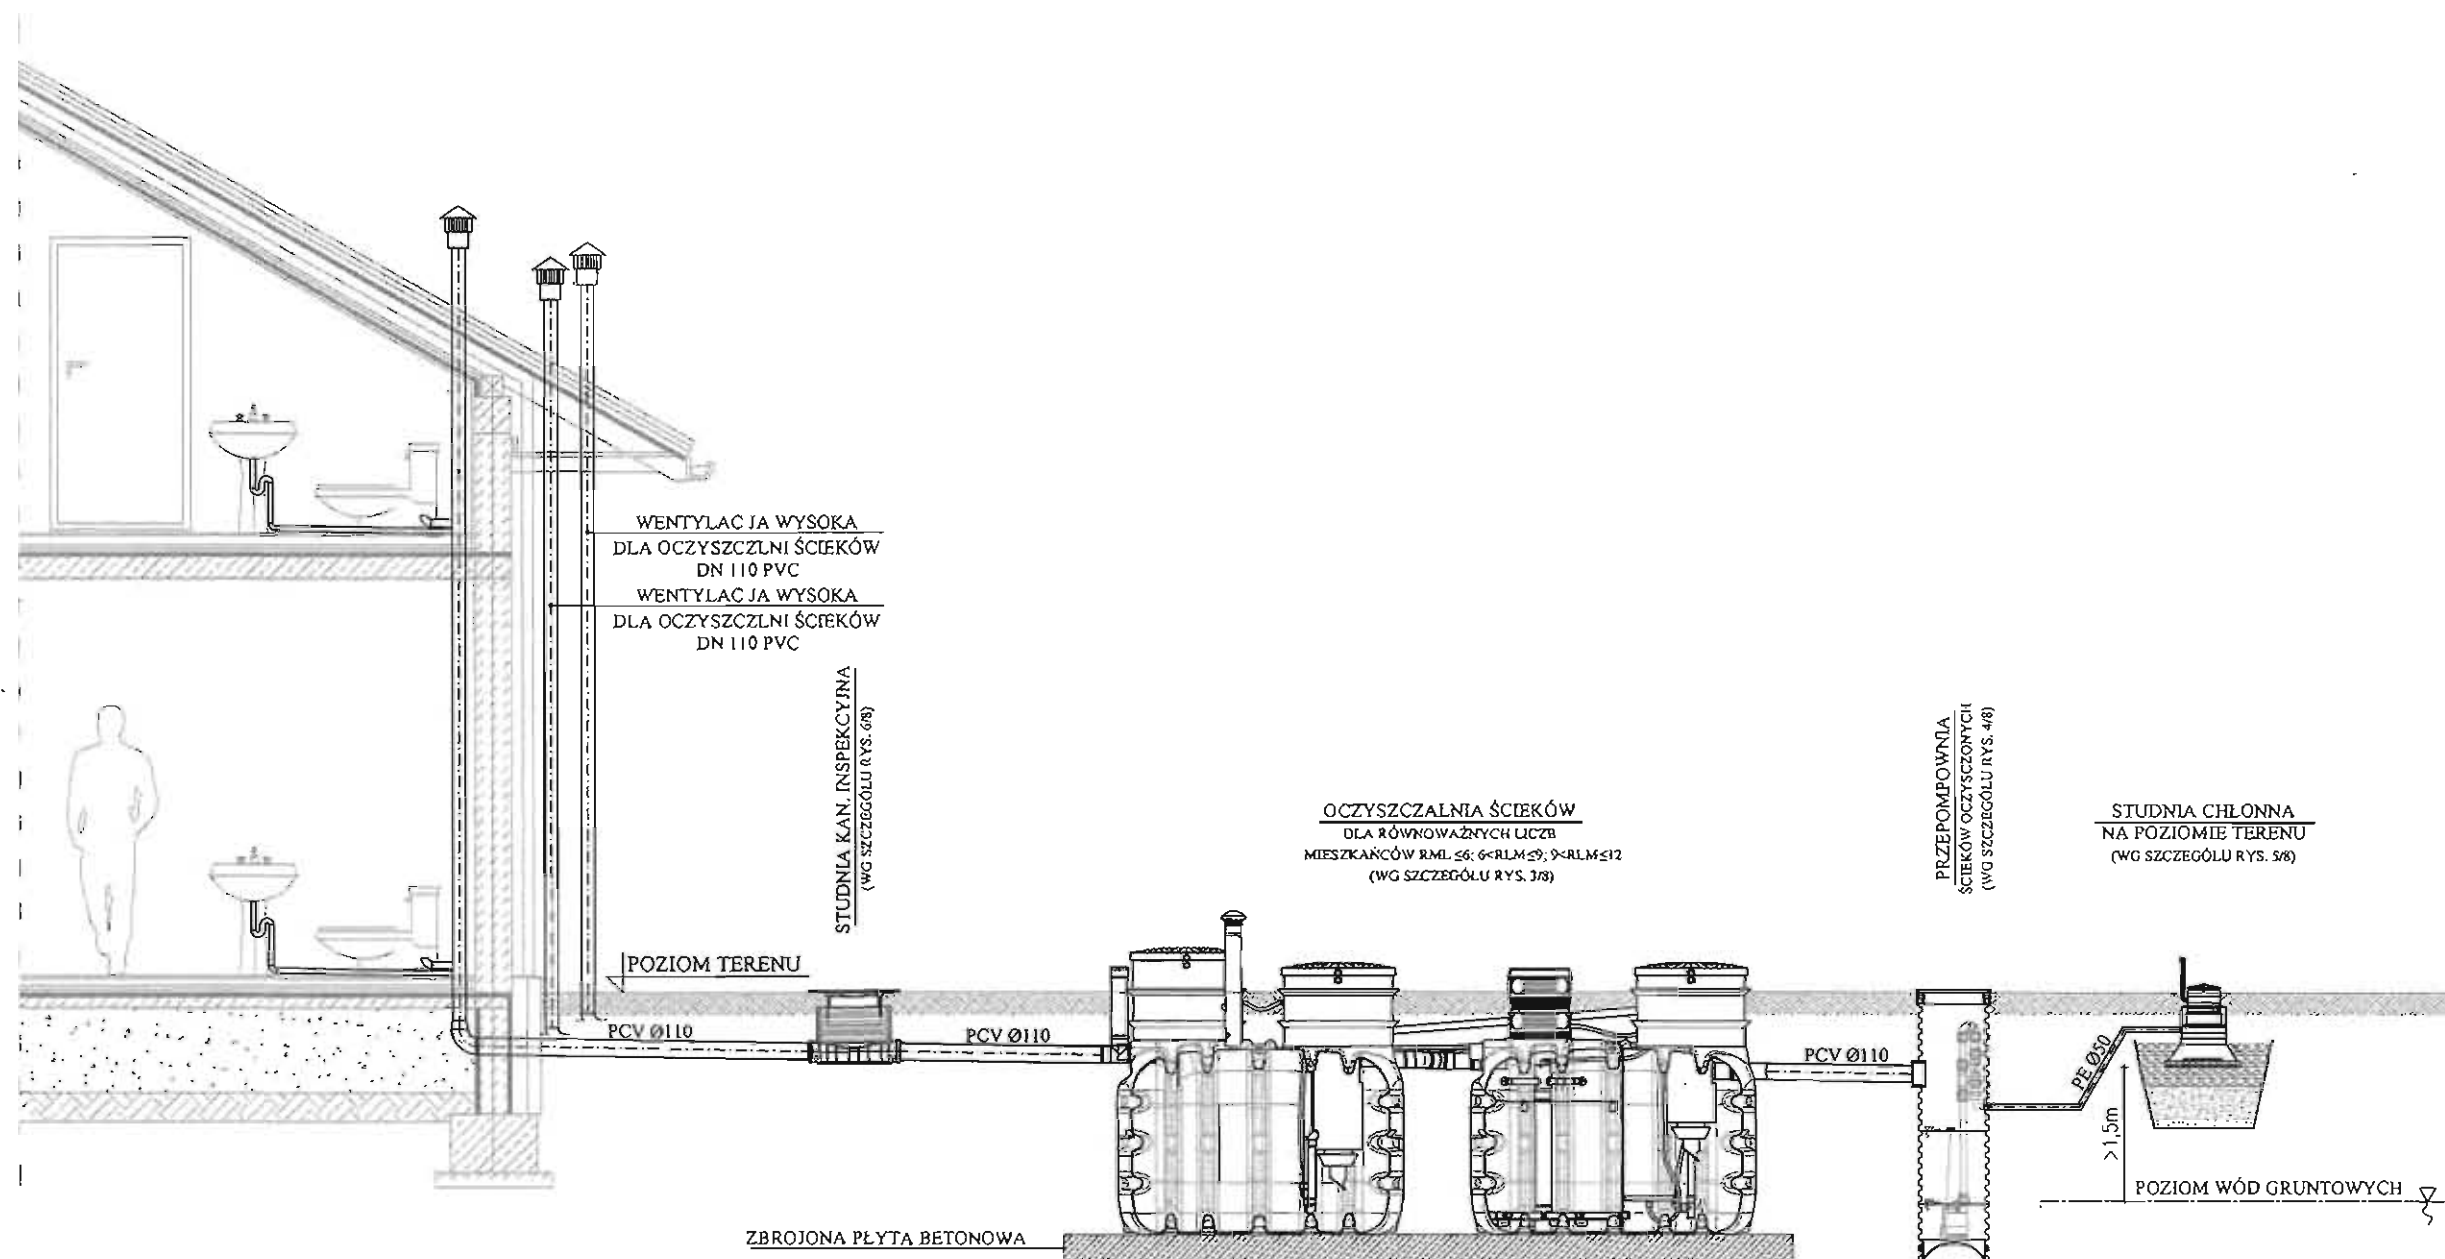 WENTYLACJA WYSOKA
DLA OCZYSZCZLNI ŚCIEKÓW
DN 110 PVC
WENTYLACJA WYSOKA
DLA OCZYSZCZLNI ŚCIEKÓW
DN 110 PVC
STUDNIA KAN. INSPEKCYJNA
(WG SZCZEGÓŁU RYS. 6/8)
OCZYSZCZALNIA ŚCIEKÓW
DLA RÓWNOWAŻNYCH LICZB
MIESZKAŃCÓW RML ≤6; 6<RLM≤9; 9<RLM≤12
(WG SZCZEGÓŁU RYS. 3/8)
PRZEPOMPOWNIA
ŚCIEKÓW OCZYSZCZONYCH
(WG SZCZEGÓŁU RYS. 4/8)
STUDNIA CHŁONNA
NA POZIOMIE TERENU
(WG SZCZEGÓŁU RYS. 5/8)
POZIOM TERENU
PCV Ø110
PCV Ø110
PCV Ø110
PE Ø50
>1,5m
POZIOM WÓD GRUNTOWYCH
ZBROJONA PŁYTA BETONOWA